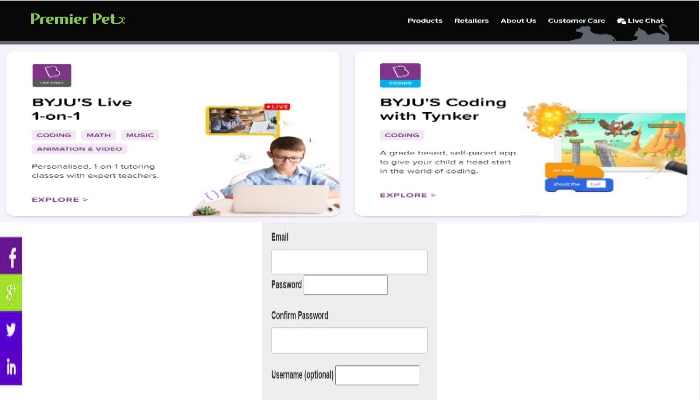 Premier Pet
Products Retailers About Us Customer Care Live Chat
BYJU'S Live
1-on-1
CODING MATH MUSIC
ANIMATION & VIDEO
Personalised, 1-on-1 tutoring
classes with expert teachers.
EXPLORE >
LIVE
CODING
BYJU'S Coding
with Tynker
CODING
A grade based, self-paced app
to give your child a head start
in the world of coding.
EXPLORE >
on start
shoot the ball
Email
Password
Confirm Password
Username (optional)
f
g+
in